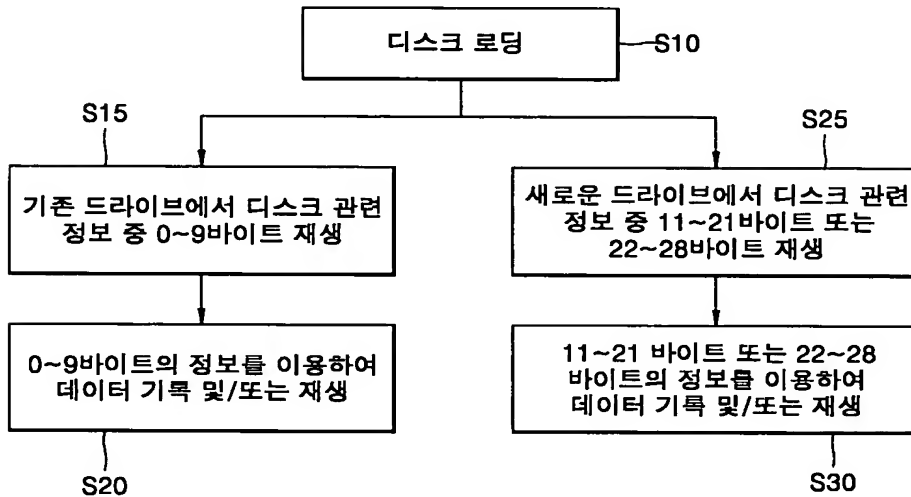 디스크 로딩
S10
S15
기존 드라이브에서 디스크 관련
정보 중 0~9바이트 재생
0~9바이트의 정보를 이용하여
데이터 기록 및/또는 재생
S20
S25
새로운 드라이브에서 디스크 관련
정보 중 11~21바이트 또는
22~28바이트 재생
11~21 바이트 또는 22~28
바이트의 정보를 이용하여
데이터 기록 및/또는 재생
S30